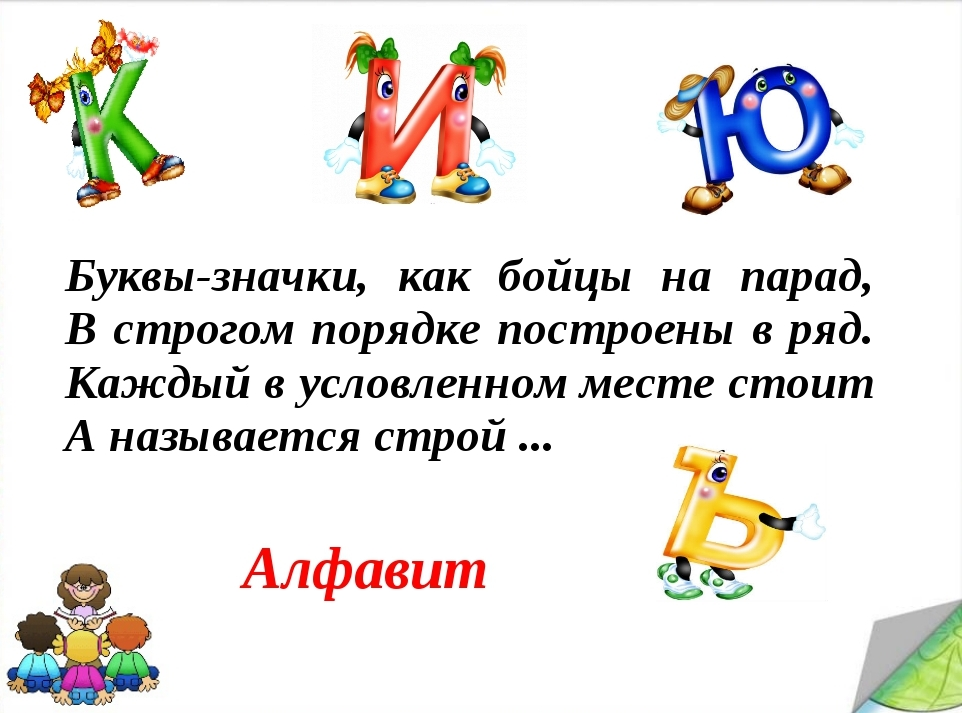 К И Ю
Буквы-значки, как бойцы на парад,
В строгом порядке построены в ряд.
Каждый в условленном месте стоит
А называется строй ...
Ъ
Алфавит